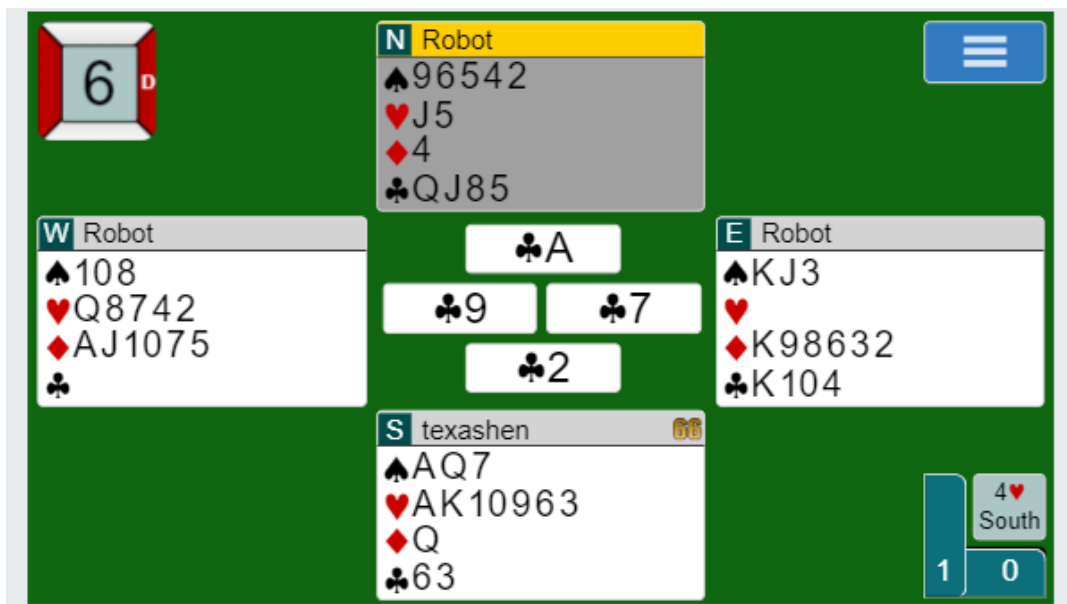 6 D
N Robot
♠96542
♥J5
♦4
♣QJ85
W Robot
♠108
♥Q8742
♦AJ1075
♣
♣A
♣9 ♣7
♣2
E Robot
♠KJ3
♥
♦K98632
♣K104
S texashen 66
♠AQ7
♥AK10963
♦Q
♣63
4♥
South
1 0